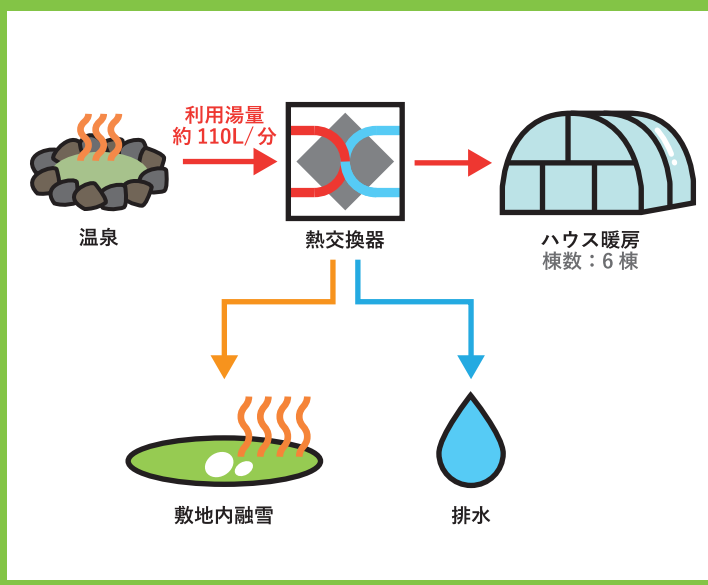 利用湯量
約 110L/ 分
温泉
熱交換器
ハウス暖房
棟数：6 棟
敷地内融雪
排水